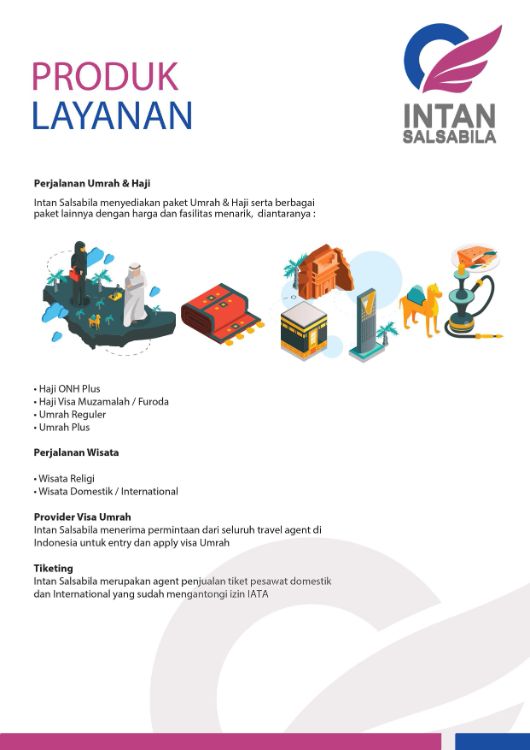 PRODUK
LAYANAN
INTAN
SALSABILA
Perjalanan Umrah & Haji
Intan Salsabila menyediakan paket Umrah & Haji serta berbagai
paket lainnya dengan harga dan fasilitas menarik, diantaranya :
• Haji ONH Plus
• Haji Visa Muzamalah / Furoda
• Umrah Reguler
• Umrah Plus
Perjalanan Wisata
• Wisata Religi
• Wisata Domestik / International
Provider Visa Umrah
Intan Salsabila menerima permintaan dari seluruh travel agent di
Indonesia untuk entry dan apply visa Umrah
Tiketing
Intan Salsabila merupakan agent penjualan tiket pesawat domestik
dan International yang sudah mengantongi izin IATA